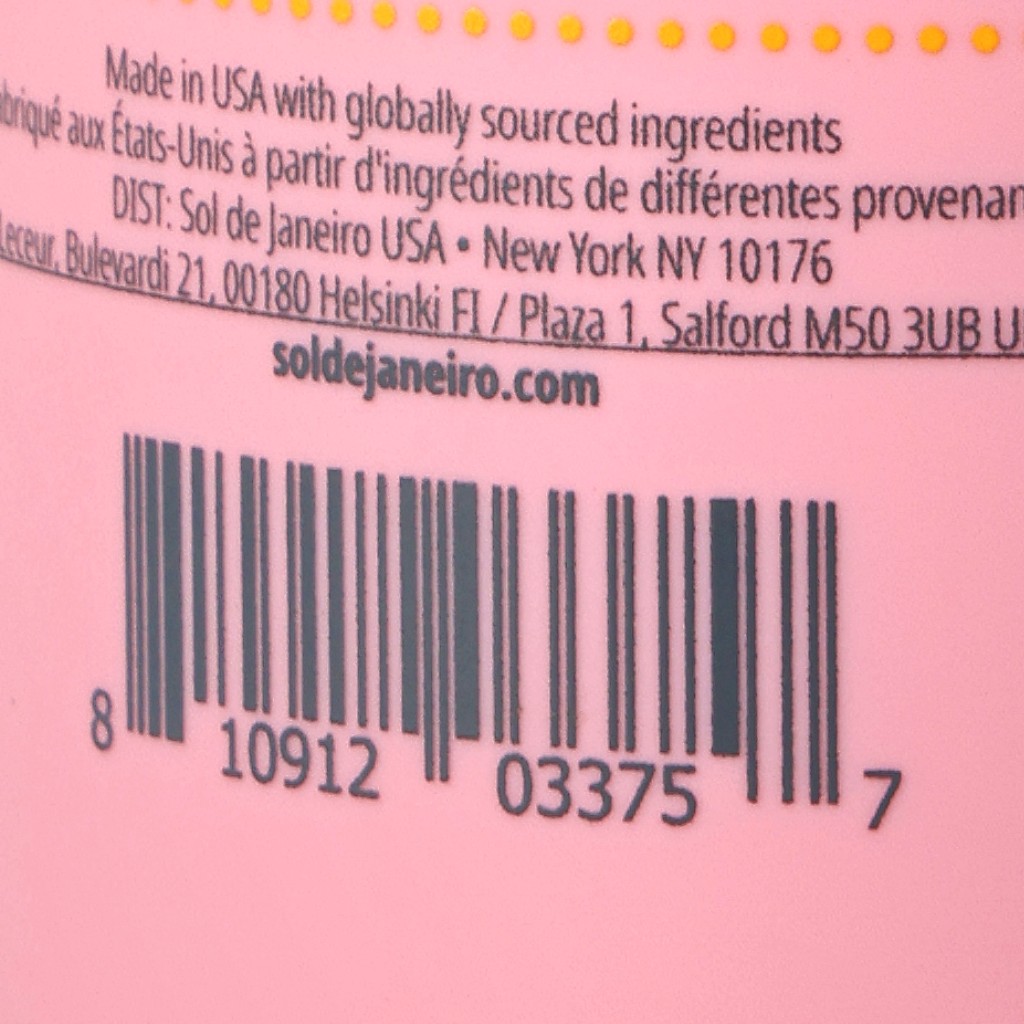 Made in USA with globally sourced ingredients
aux États-Unis à partir d'ingrédients de différentes
DIST: Sol de Janeiro USA • New York NY 10176
Leceur, Bulevardi 21, 00180 Helsinki FI / Plaza 1, Salford M50 3UB
soldejaneiro.com
8 10912 03375 7